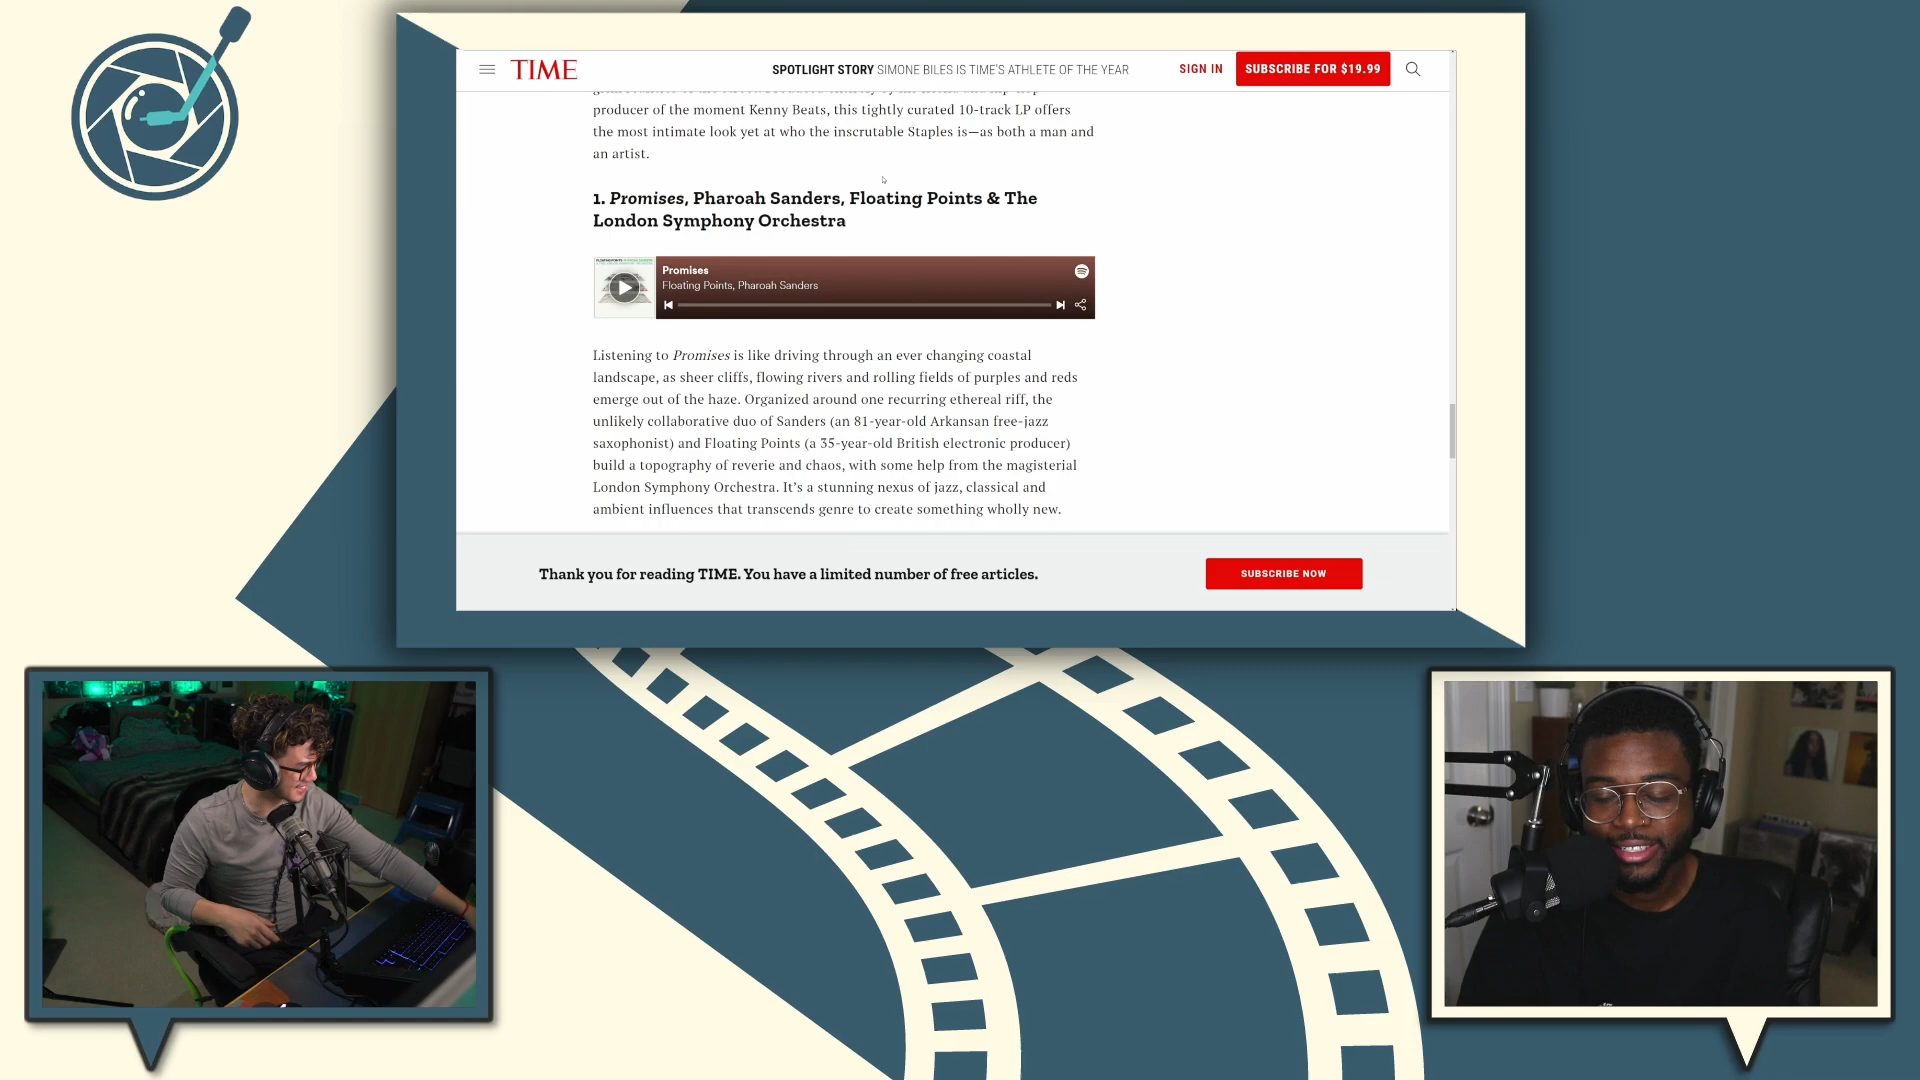 TIME
SPOTLIGHT STORY SIMONE BILES IS TIME'S ATHLETE OF THE YEAR
SIGN IN
SUBSCRIBE FOR $19.99
producer of the moment Kenny Beats, this tightly curated 10-track LP offers
the most intimate look yet at who the inscrutable Staples is—as both a man and
an artist.
1. Promises, Pharoah Sanders, Floating Points & The
London Symphony Orchestra
Promises
Floating Points, Pharoah Sanders
Listening to Promises is like driving through an ever changing coastal
landscape, as sheer cliffs, flowing rivers and rolling fields of purples and reds
emerge out of the haze. Organized around one recurring ethereal riff, the
unlikely collaborative duo of Sanders (an 81-year-old Arkansan free-jazz
saxophonist) and Floating Points (a 35-year-old British electronic producer)
build a topography of reverie and chaos, with some help from the magisterial
London Symphony Orchestra. It's a stunning nexus of jazz, classical and
ambient influences that transcends genre to create something wholly new.
Thank you for reading TIME. You have a limited number of free articles.
SUBSCRIBE NOW